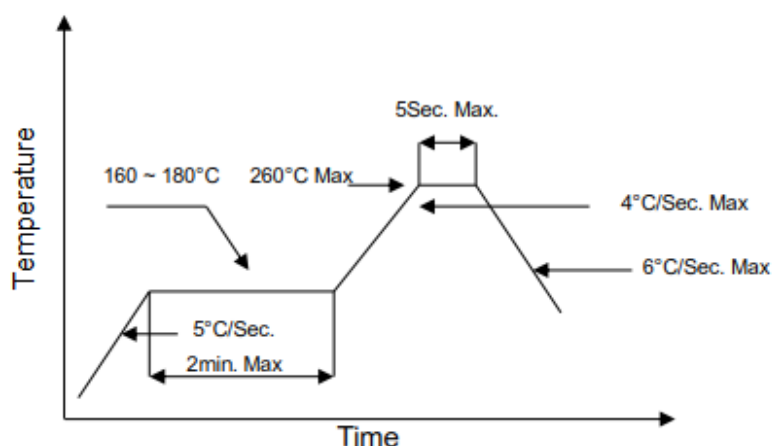 5Sec. Max.
160 ~ 180°C
260°C Max
4°C/Sec. Max
6°C/Sec. Max
5°C/Sec.
2min. Max
Temperature
Time